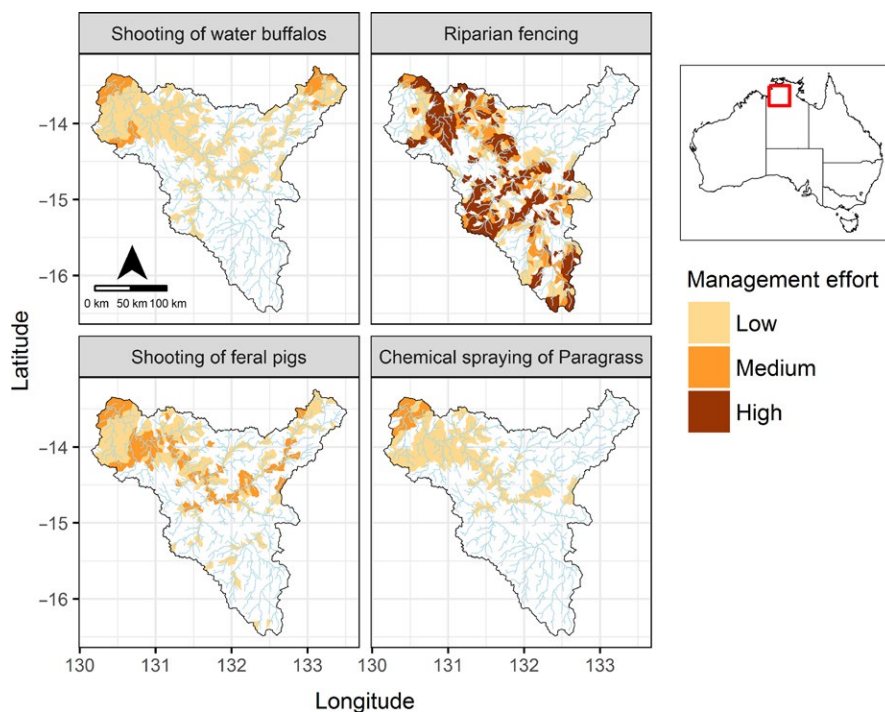 Shooting of water buffalos
Riparian fencing
−14
−15
−16
0 km 50 km 100 km
Management effort
Low
Medium
High
Latitude
Shooting of feral pigs
Chemical spraying of Paragrass
−14
−15
−16
130 131 132 133
130 131 132 133
Longitude